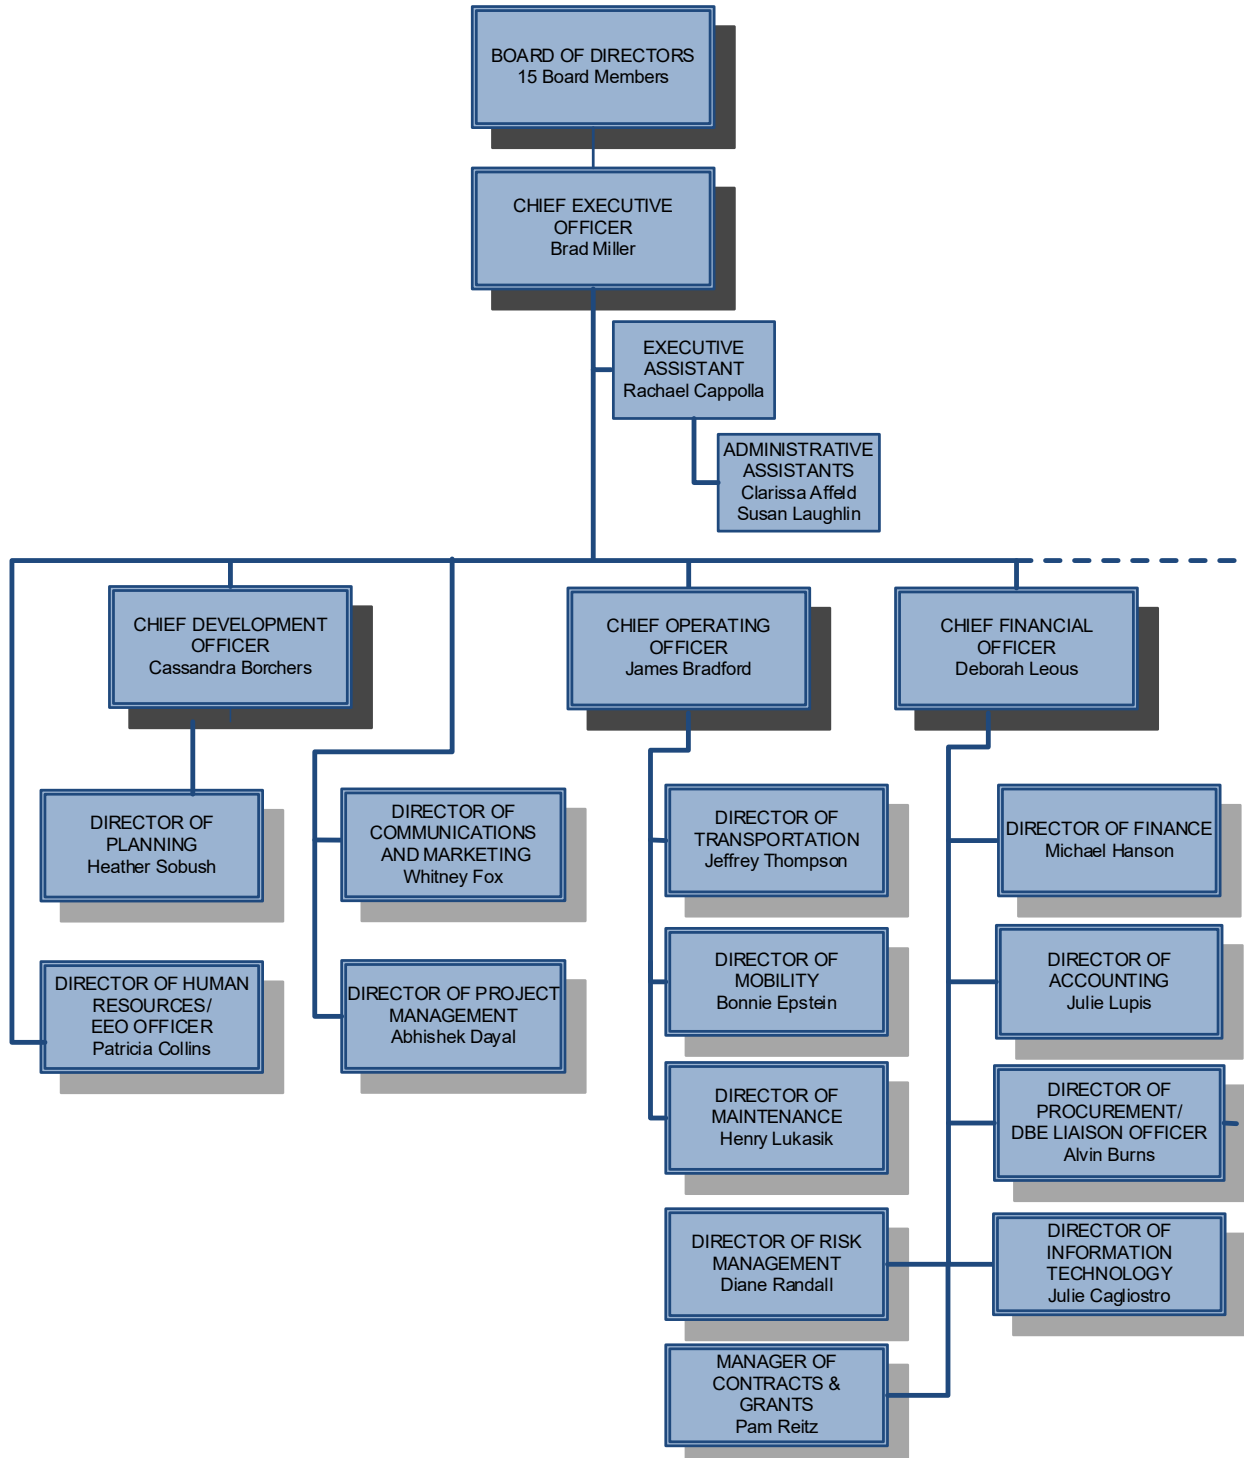 BOARD OF DIRECTORS
15 Board Members
CHIEF EXECUTIVE
OFFICER
Brad Miller
EXECUTIVE
ASSISTANT
Rachael Cappolla
ADMINISTRATIVE
ASSISTANTS
Clarissa Affeld
Susan Laughlin
CHIEF DEVELOPMENT
OFFICER
Cassandra Borchers
CHIEF OPERATING
OFFICER
James Bradford
CHIEF FINANCIAL
OFFICER
Deborah Leous
DIRECTOR OF
PLANNING
Heather Sobush
DIRECTOR OF
COMMUNICATIONS
AND MARKETING
Whitney Fox
DIRECTOR OF
TRANSPORTATION
Jeffrey Thompson
DIRECTOR OF FINANCE
Michael Hanson
DIRECTOR OF HUMAN
RESOURCES/
EEO OFFICER
Patricia Collins
DIRECTOR OF PROJECT
MANAGEMENT
Abhishek Dayal
DIRECTOR OF
MOBILITY
Bonnie Epstein
DIRECTOR OF
ACCOUNTING
Julie Lupis
DIRECTOR OF
MAINTENANCE
Henry Lukasik
DIRECTOR OF
PROCUREMENT/
DBE LIAISON OFFICER
Alvin Burns
DIRECTOR OF RISK
MANAGEMENT
Diane Randall
DIRECTOR OF
INFORMATION
TECHNOLOGY
Julie Cagliostro
MANAGER OF
CONTRACTS &
GRANTS
Pam Reitz